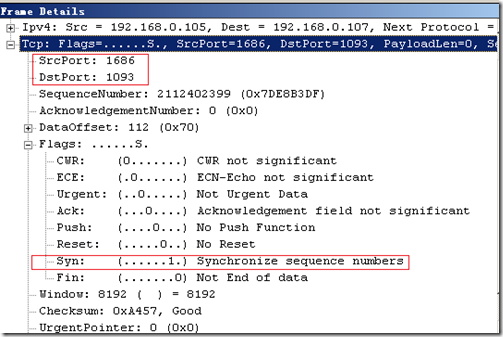 Frame Details
Ipv4: Src = 192.168.0.105, Dest = 192.168.0.107, Next Protocol =
Tcp: Flags=......S., SrcPort=1686, DstPort=1093, PayloadLen=0, Se
SrcPort: 1686
DstPort: 1093
SequenceNumber: 2112402399 (0x7DE8B3DF)
AcknowledgementNumber: 0 (0x0)
DataOffset: 112 (0x70)
Flags: ......S.
CWR: (0.......) CWR not significant
ECE: (.0......) ECN-Echo not significant
Urgent: (..0.....) Not Urgent Data
Ack: (...0....) Acknowledgement field not significant
Push: (....0...) No Push Function
Reset: (.....0..) No Reset
Syn: (......1.) Synchronize sequence numbers
Fin: (.......0) Not End of data
Window: 8192 ( ) = 8192
Checksum: 0xA457, Good
UrgentPointer: 0 (0x0)